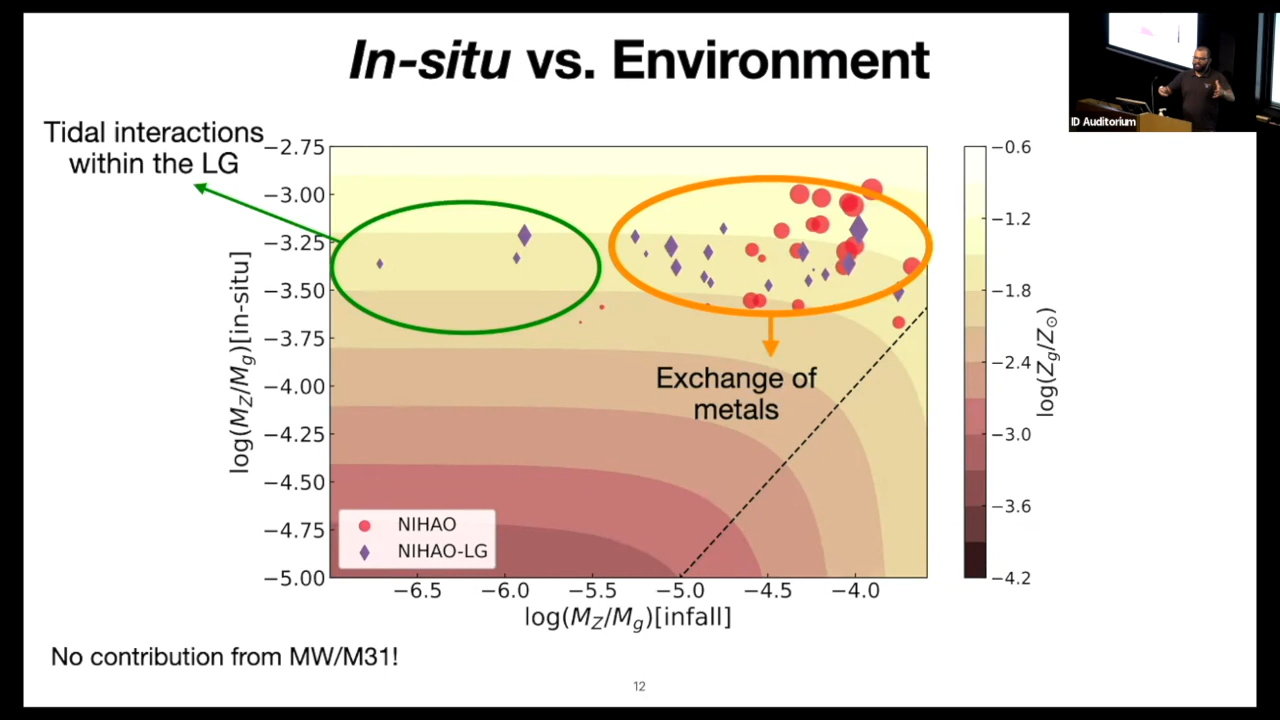 In-situ vs. Environment
ID Auditorium
Tidal interactions
within the LG
−2.75
−3.00
−3.25
−3.50
−3.75
−4.00
−4.25
−4.50
−4.75
−5.00
log(M_Z/M_g)[in-situ]
Exchange of
metals
NIHAO
NIHAO-LG
−6.5 −6.0 −5.5 −5.0 −4.5 −4.0
log(M_Z/M_g)[infall]
−0.6
−1.2
−1.8
−2.4
−3.0
−3.6
−4.2
log(Z_g/Z_⊙)
No contribution from MW/M31!
12